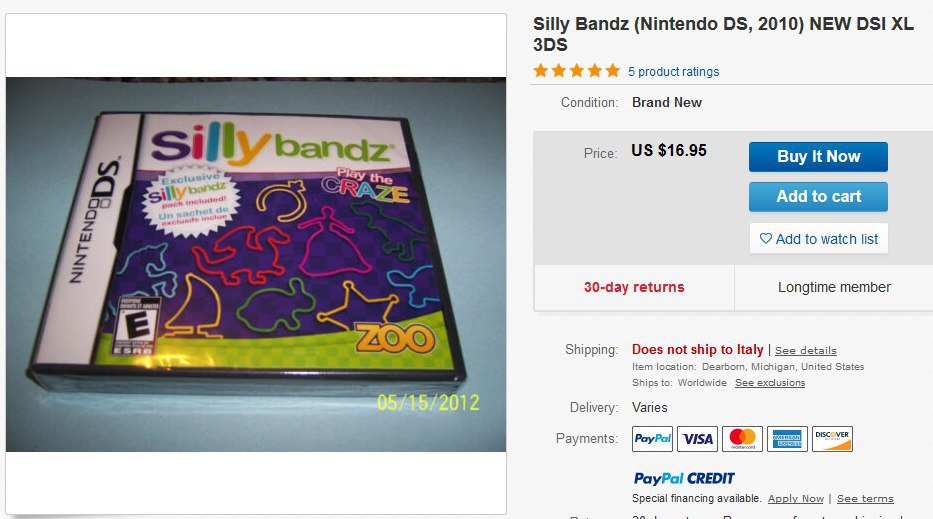 Silly Bandz (Nintendo DS, 2010) NEW DSI XL
3DS
5 product ratings
Condition: Brand New
Price: US $16.95
Buy It Now
Add to cart
Add to watch list
30-day returns
Longtime member
Shipping: Does not ship to Italy | See details
Item location: Dearborn, Michigan, United States
Ships to: Worldwide See exclusions
Delivery: Varies
Payments: PayPal VISA mastercard AMERICAN EXPRESS DISCOVER
PayPal CREDIT
Special financing available. Apply Now | See terms
NINTENDO DS
Silly bandz
Play the
CRAZE
Exclusive
Silly bandz
pack included!
Un sachet de
exclusifs inclue
E
ESRB
ZOO
05/15/2012